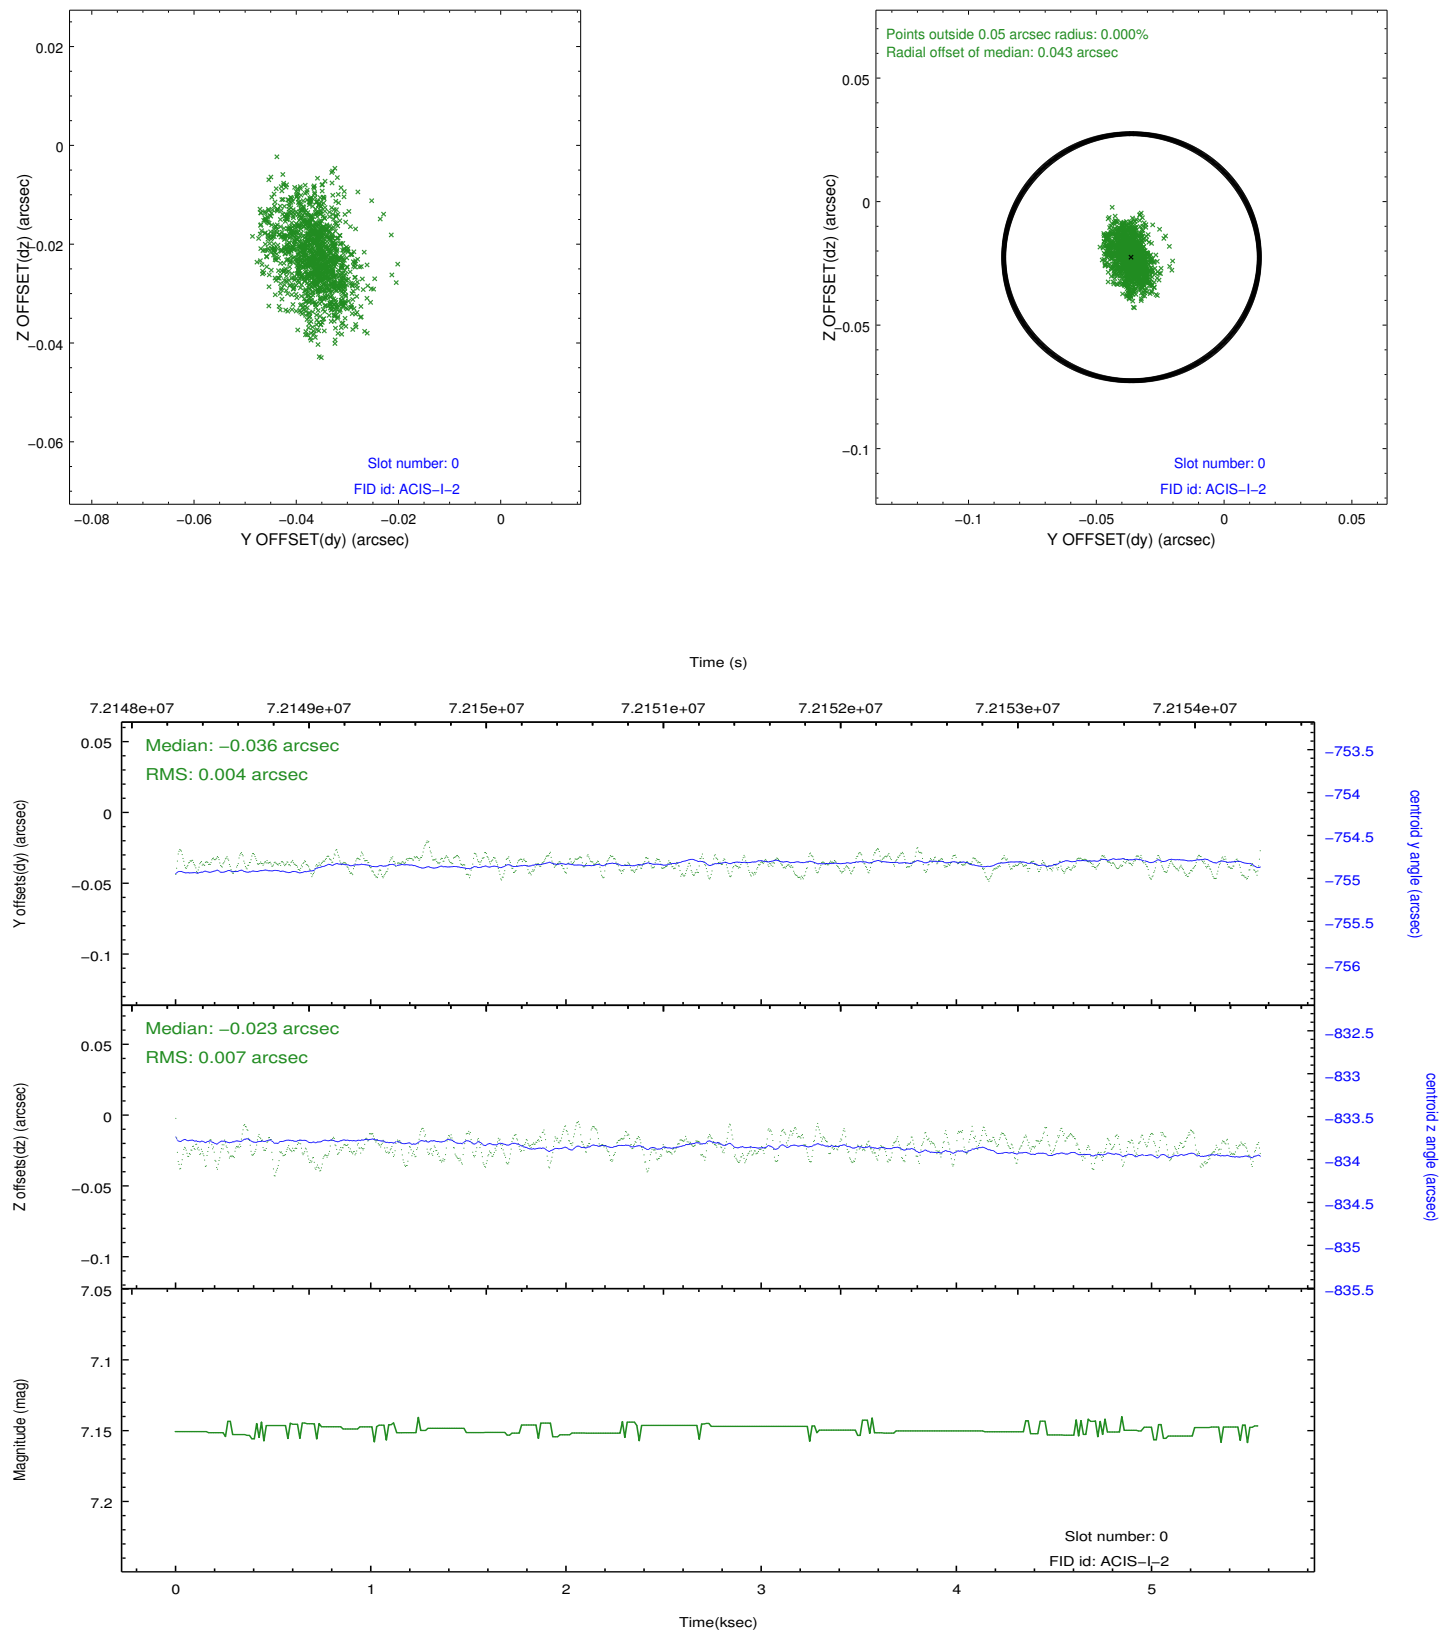 0.02
0
−0.02
−0.04
−0.06
Z OFFSET(dz) (arcsec)
Slot number: 0
FID id: ACIS−I−2
−0.08
−0.06
−0.04
−0.02
0
Y OFFSET(dy) (arcsec)
Points outside 0.05 arcsec radius: 0.000%
Radial offset of median: 0.043 arcsec
0.05
0
−0.05
−0.1
Z OFFSET(dz) (arcsec)
Slot number: 0
FID id: ACIS−I−2
−0.1
−0.05
0
0.05
Y OFFSET(dy) (arcsec)
Time (s)
7.2148e+07
7.2149e+07
7.215e+07
7.2151e+07
7.2152e+07
7.2153e+07
7.2154e+07
Median: −0.036 arcsec
RMS: 0.004 arcsec
0.05
0
−0.05
−0.1
Y offsets(dy) (arcsec)
−753.5
−754
−754.5
−755
−755.5
−756
centroid y angle (arcsec)
Median: −0.023 arcsec
RMS: 0.007 arcsec
0.05
0
−0.05
−0.1
Z offsets(dz) (arcsec)
−832.5
−833
−833.5
−834
−834.5
−835
−835.5
centroid z angle (arcsec)
7.05
7.1
7.15
7.2
Magnitude (mag)
Slot number: 0
FID id: ACIS−I−2
0
1
2
3
4
5
Time(ksec)